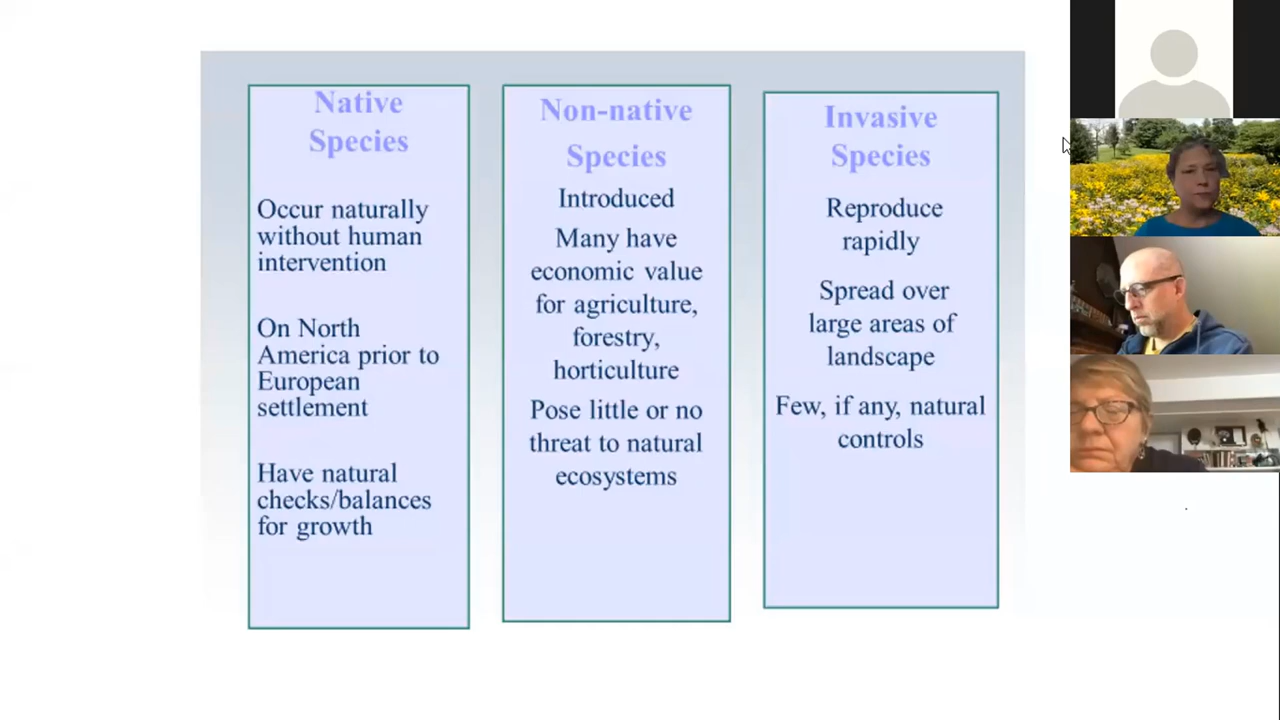 Native
Species
Occur naturally
without human
intervention
On North
America prior to
European
settlement
Have natural
checks/balances
for growth
Non-native
Species
Introduced
Many have
economic value
for agriculture,
forestry,
horticulture
Pose little or no
threat to natural
ecosystems
Invasive
Species
Reproduce
rapidly
Spread over
large areas of
landscape
Few, if any, natural
controls